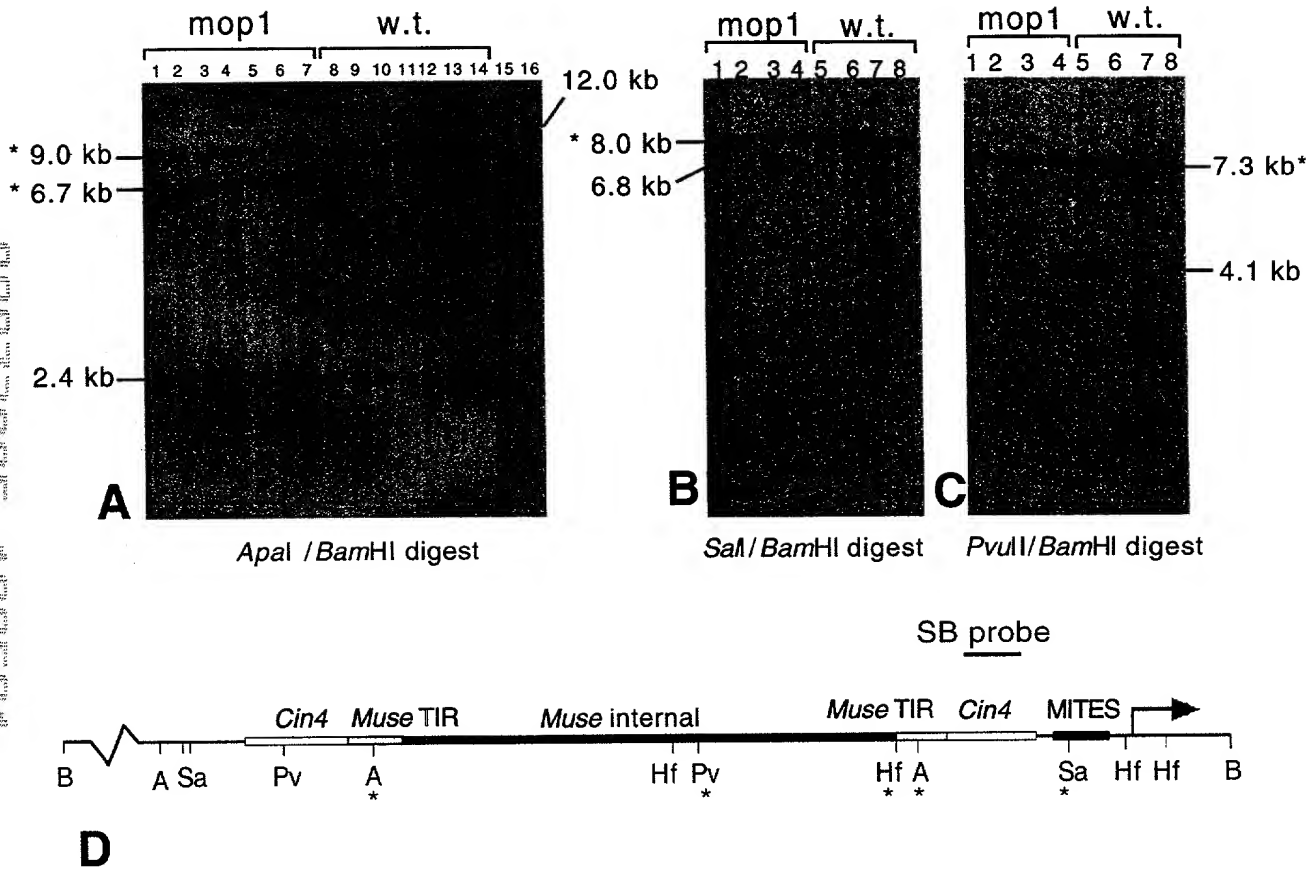 mop1 w.t.
1 2 3 4 5 6 7 8 9 10 11 12 13 14 15 16
12.0 kb
* 9.0 kb
* 6.7 kb
2.4 kb
A
ApaI / BamHI digest
mop1 w.t.
1 2 3 4 5 6 7 8
* 8.0 kb
6.8 kb
B
SalI / BamHI digest
mop1 w.t.
1 2 3 4 5 6 7 8
7.3 kb*
4.1 kb
C
PvuII/BamHI digest
SB probe
Cin4 Muse TIR Muse internal Muse TIR Cin4 MITES
B A Sa Pv A Hf Pv Hf A Sa Hf Hf B
* * * * *
D